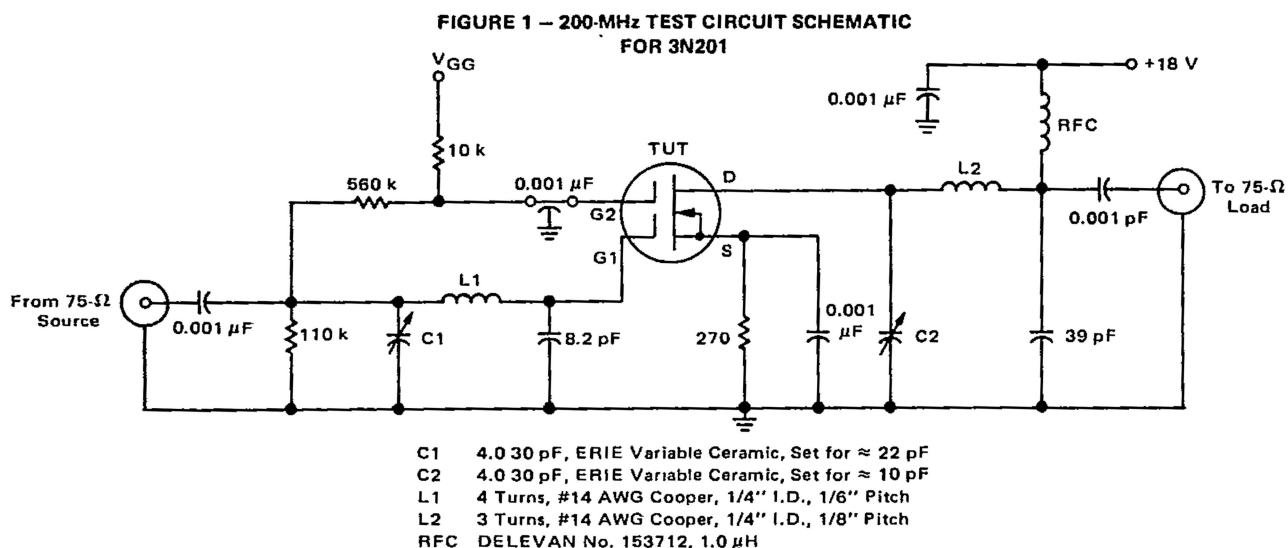 FIGURE 1 – 200-MHz TEST CIRCUIT SCHEMATIC
FOR 3N201
VGG
+18 V
0.001 µF
RFC
10 k
TUT
560 k
0.001 µF
D
L2
G2
To 75-Ω
Load
0.001 pF
G1
S
L1
From 75-Ω
Source
0.001 µF
110 k
C1
8.2 pF
270
0.001
µF
C2
39 pF
C1 4.0 30 pF, ERIE Variable Ceramic, Set for ≈ 22 pF
C2 4.0 30 pF, ERIE Variable Ceramic, Set for ≈ 10 pF
L1 4 Turns, #14 AWG Cooper, 1/4" I.D., 1/6" Pitch
L2 3 Turns, #14 AWG Cooper, 1/4" I.D., 1/8" Pitch
RFC DELEVAN No. 153712, 1.0 µH